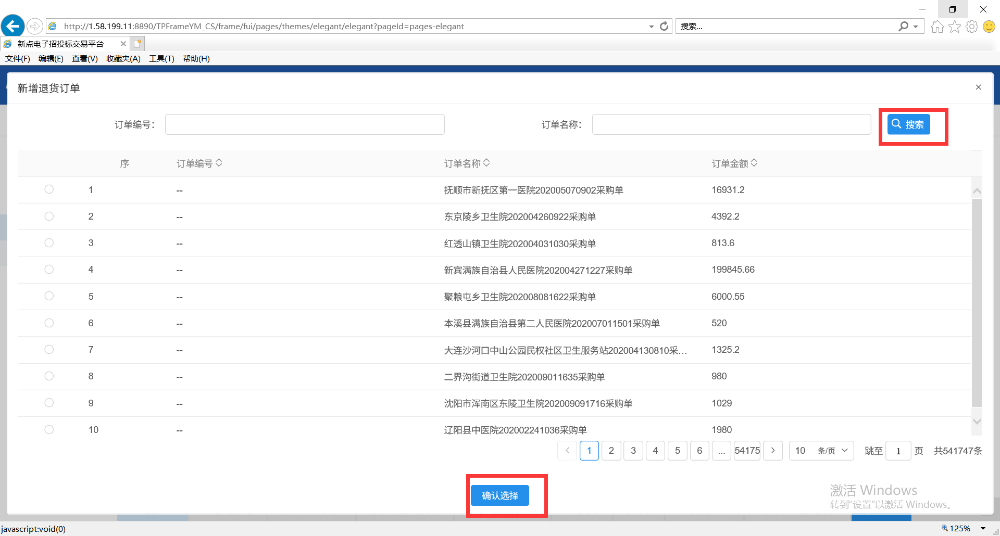 http://1.58.199.11:8890/TPFrameYM_CS/frame/fui/pages/themes/elegant/elegant?pageId=pages-elegant
搜索...
新点电子招投标交易平台
文件(F) 编辑(E) 查看(V) 收藏夹(A) 工具(T) 帮助(H)
新增退货订单
订单编号： 订单名称： 搜索
序 订单编号 订单名称 订单金额
1 -- 抚顺市新抚区第一医院202005070902采购单 16931.2
2 -- 东京陵乡卫生院202004260922采购单 4392.2
3 -- 红透山镇卫生院202004031030采购单 813.6
4 -- 新宾满族自治县人民医院202004271227采购单 199845.66
5 -- 聚粮屯乡卫生院202008081622采购单 6000.55
6 -- 本溪县满族自治县第二人民医院202007011501采购单 520
7 -- 大连沙河口中山公园民权社区卫生服务站202004130810采... 1325.2
8 -- 二界沟街道卫生院202009011635采购单 980
9 -- 沈阳市浑南区东陵卫生院202009091716采购单 1029
10 -- 辽阳县中医院202002241036采购单 1980
1 2 3 4 5 6 ... 54175 10 条/页 跳至 1 页 共541747条
确认选择
激活 Windows
转到"设置"以激活 Windows。
javascript:void(0)
125%